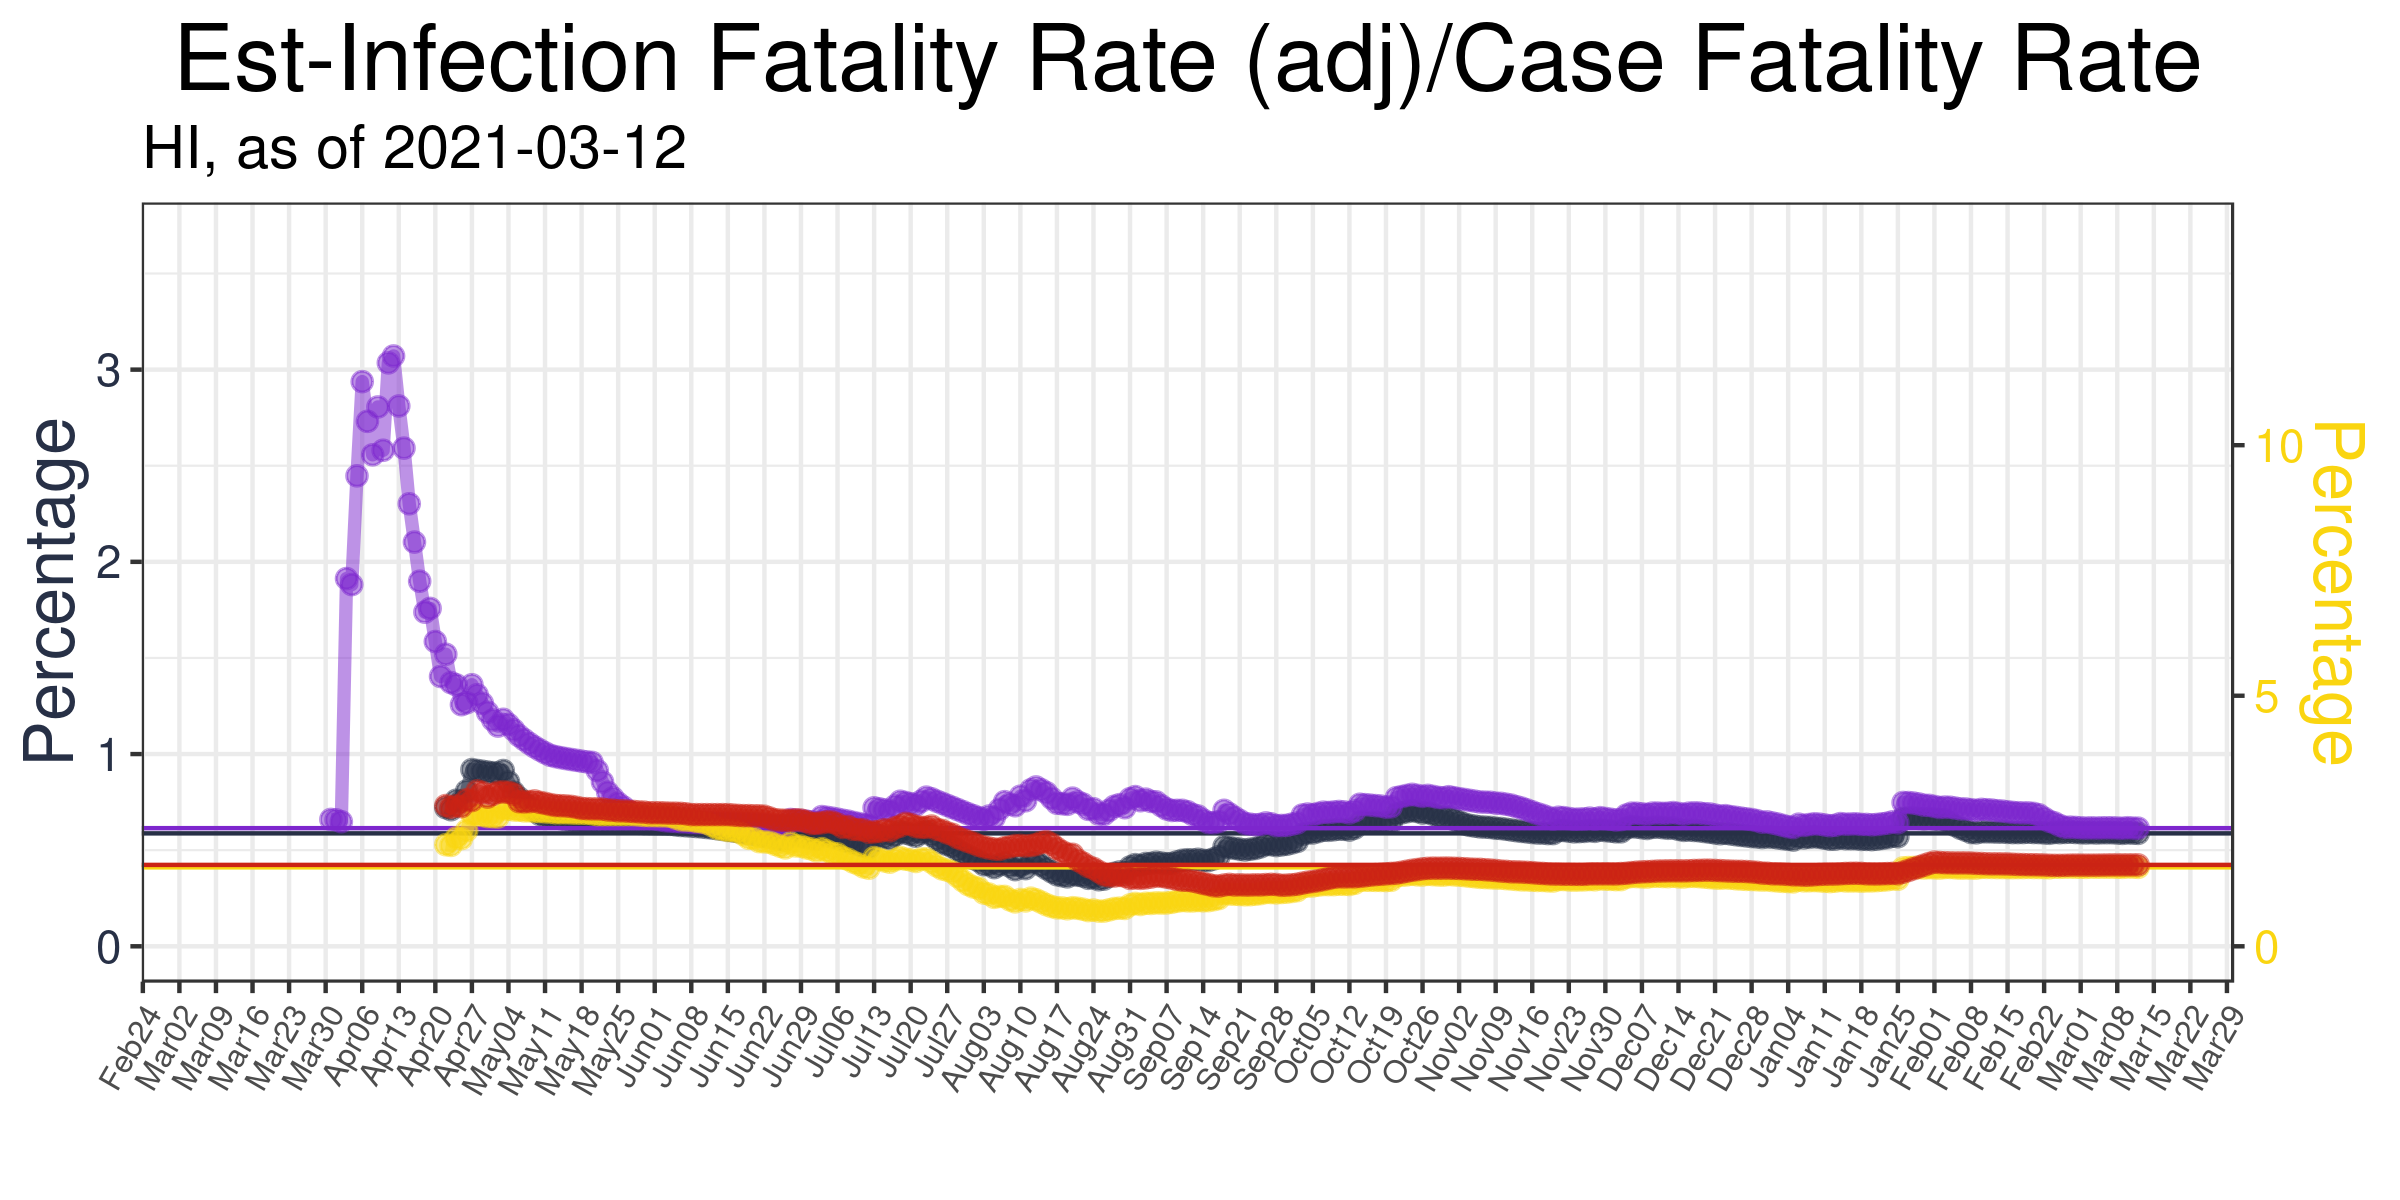 Est-Infection Fatality Rate (adj)/Case Fatality Rate
HI, as of 2021-03-12
Percentage
3
2
1
0
10
5
0
Percentage
Feb24
Mar02
Mar09
Mar16
Mar23
Mar30
Apr06
Apr13
Apr20
Apr27
May04
May11
May18
May25
Jun01
Jun08
Jun15
Jun22
Jun29
Jul06
Jul13
Jul20
Jul27
Aug03
Aug10
Aug17
Aug24
Aug31
Sep07
Sep14
Sep21
Sep28
Oct05
Oct12
Oct19
Oct26
Nov02
Nov09
Nov16
Nov23
Nov30
Dec07
Dec14
Dec21
Dec28
Jan04
Jan11
Jan18
Jan25
Feb01
Feb08
Feb15
Feb22
Mar01
Mar08
Mar15
Mar22
Mar29